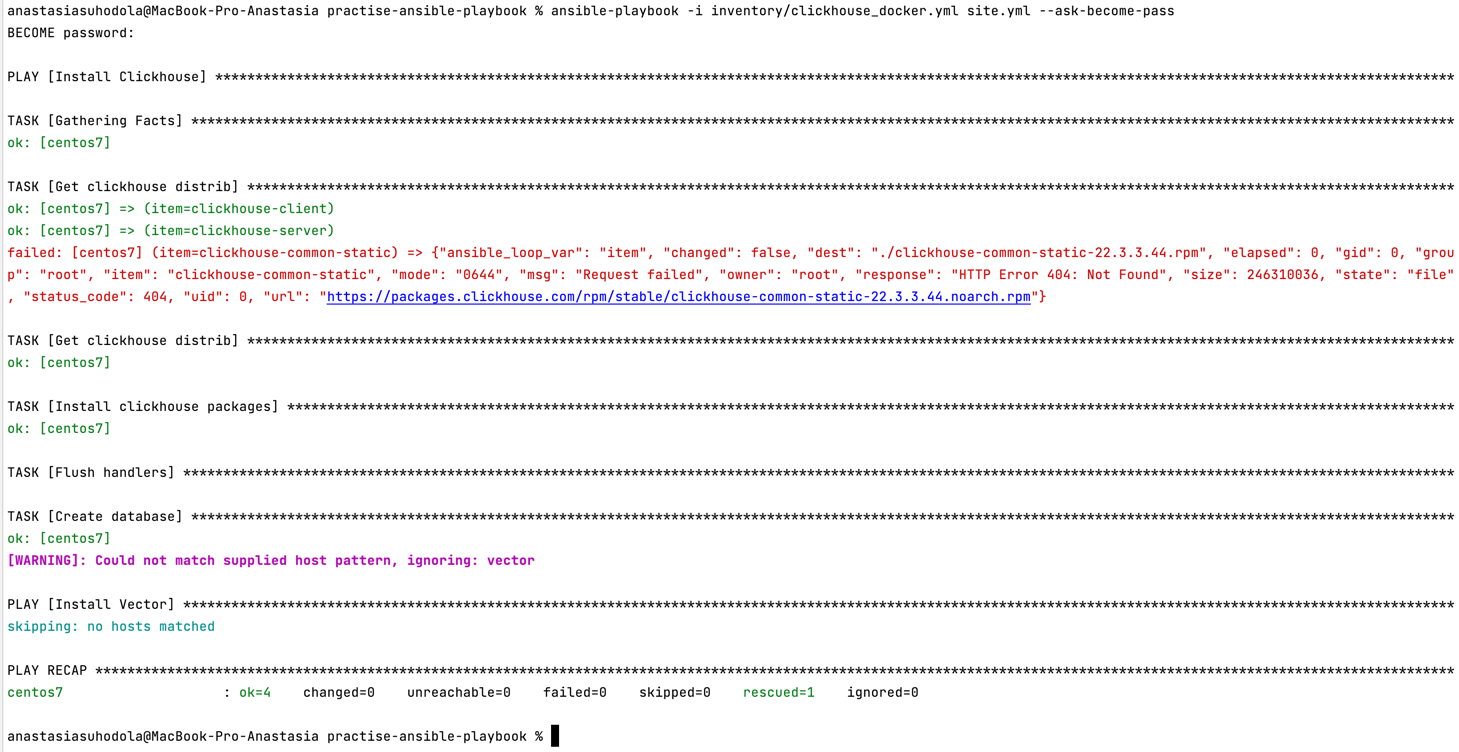 anastasiasuhodola@MacBook-Pro-Anastasia practise-ansible-playbook % ansible-playbook -i inventory/clickhouse_docker.yml site.yml --ask-become-pass
BECOME password:
PLAY [Install Clickhouse] ***********************************************************************************************************************************************************
TASK [Gathering Facts] **************************************************************************************************************************************************************
ok: [centos7]
TASK [Get clickhouse distrib] *******************************************************************************************************************************************************
ok: [centos7] => (item=clickhouse-client)
ok: [centos7] => (item=clickhouse-server)
failed: [centos7] (item=clickhouse-common-static) => {"ansible_loop_var": "item", "changed": false, "dest": "./clickhouse-common-static-22.3.3.44.rpm", "elapsed": 0, "gid": 0, "grou
p": "root", "item": "clickhouse-common-static", "mode": "0644", "msg": "Request failed", "owner": "root", "response": "HTTP Error 404: Not Found", "size": 246310036, "state": "file"
, "status_code": 404, "uid": 0, "url": "https://packages.clickhouse.com/rpm/stable/clickhouse-common-static-22.3.3.44.noarch.rpm"}
TASK [Get clickhouse distrib] *******************************************************************************************************************************************************
ok: [centos7]
TASK [Install clickhouse packages] **************************************************************************************************************************************************
ok: [centos7]
TASK [Flush handlers] ***************************************************************************************************************************************************************
TASK [Create database] **************************************************************************************************************************************************************
ok: [centos7]
[WARNING]: Could not match supplied host pattern, ignoring: vector
PLAY [Install Vector] ***************************************************************************************************************************************************************
skipping: no hosts matched
PLAY RECAP **************************************************************************************************************************************************************************
centos7                    : ok=4    changed=0    unreachable=0    failed=0    skipped=0    rescued=1    ignored=0
anastasiasuhodola@MacBook-Pro-Anastasia practise-ansible-playbook %